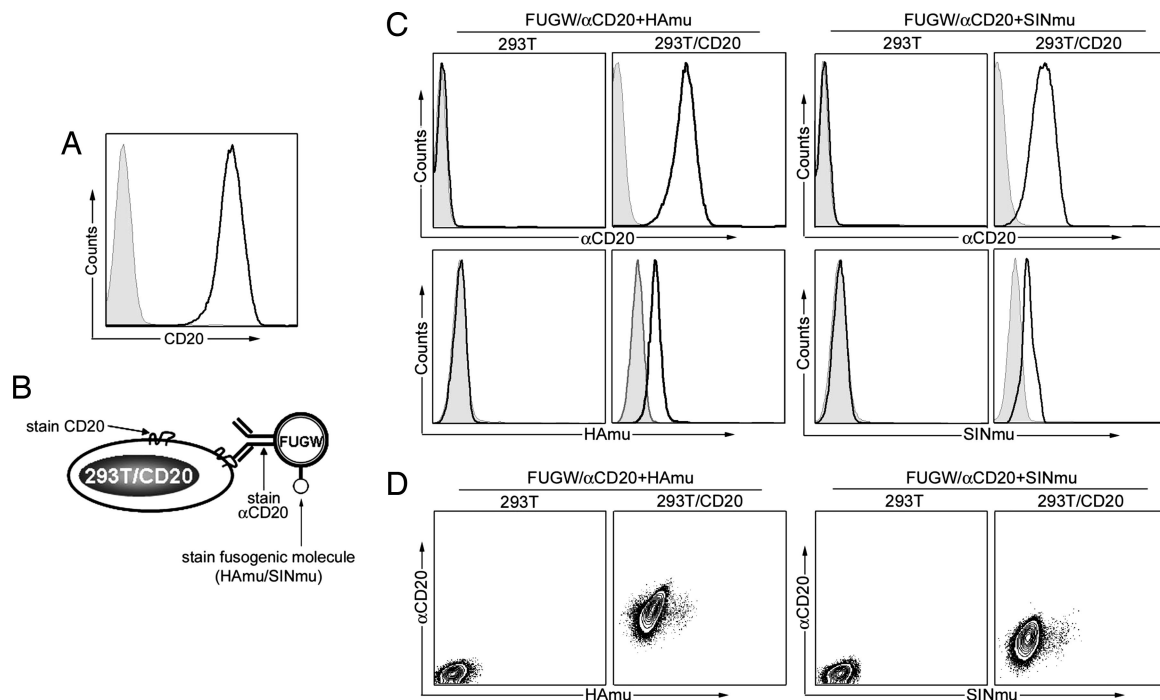 A
Counts
CD20
B
stain CD20
293T/CD20
FUGW
stain
αCD20
stain fusogenic molecule
(HAmu/SINmu)
C
FUGW/αCD20+HAmu
293T
293T/CD20
Counts
αCD20
Counts
HAmu
FUGW/αCD20+SINmu
293T
293T/CD20
Counts
αCD20
Counts
SINmu
D
FUGW/αCD20+HAmu
293T
293T/CD20
αCD20
HAmu
FUGW/αCD20+SINmu
293T
293T/CD20
αCD20
SINmu